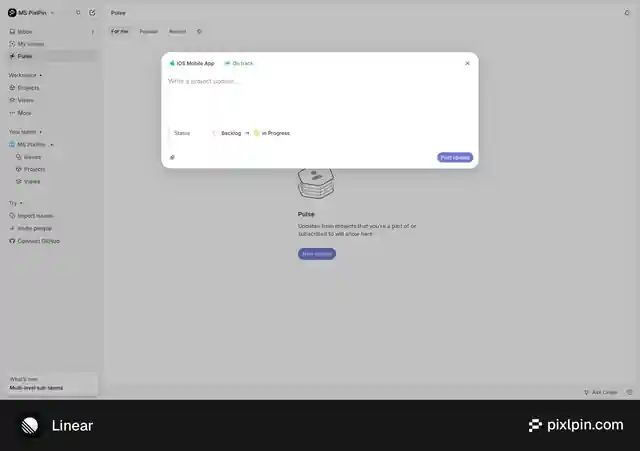 MS PixlPin
Inbox
My issues
Pulse
Workspace
Projects
Views
More
Your teams
MS PixlPin
Issues
Projects
Views
Try
Import issues
Invite people
Connect GitHub
What's new
Multi-level sub-teams
Pulse
For me
Popular
Recent
iOS Mobile App
On track
Write a project update...
Status
Backlog → In Progress
Post update
Pulse
Updates from projects that you're a part of or
subscribed to will show here
New update
Ask Linear
Linear
pixlpin.com